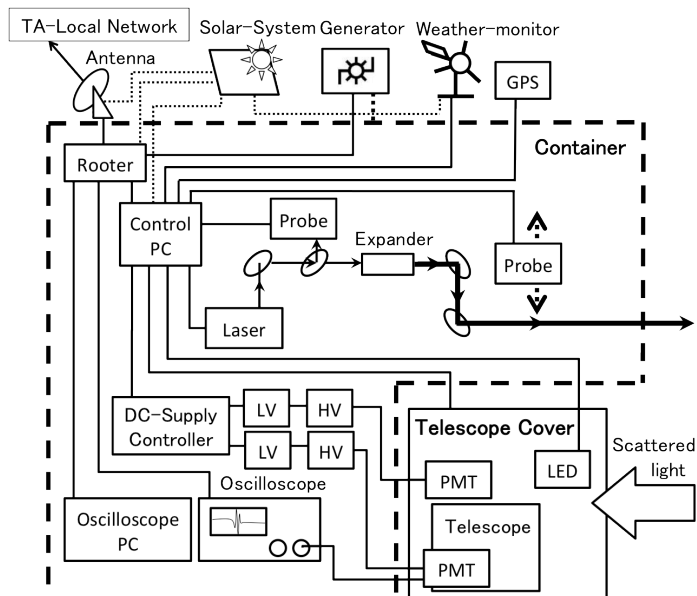 TA-Local Network
Solar-System
Generator
Weather-monitor
Antenna
GPS
Container
Rooter
Control
PC
Probe
Expander
Probe
Laser
DC-Supply
Controller
LV
HV
LV
HV
Telescope Cover
Scattered
light
LED
PMT
Oscilloscope
Oscilloscope
PC
Telescope
PMT